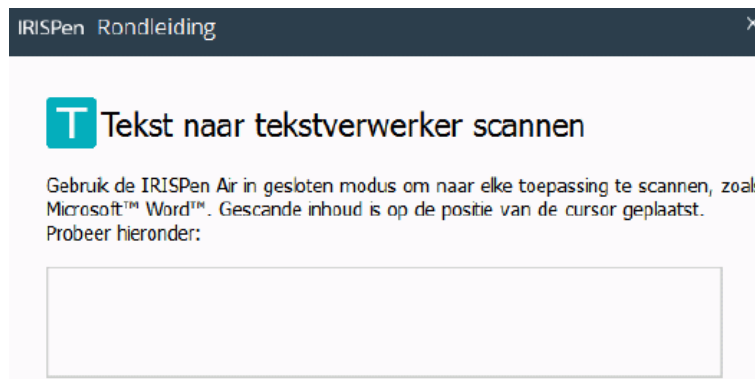 IRISPen Rondleiding
T Tekst naar tekstverwerker scannen
Gebruik de IRISPen Air in gesloten modus om naar elke toepassing te scannen, zoals
Microsoft™ Word™. Gescande inhoud is op de positie van de cursor geplaatst.
Probeer hieronder: